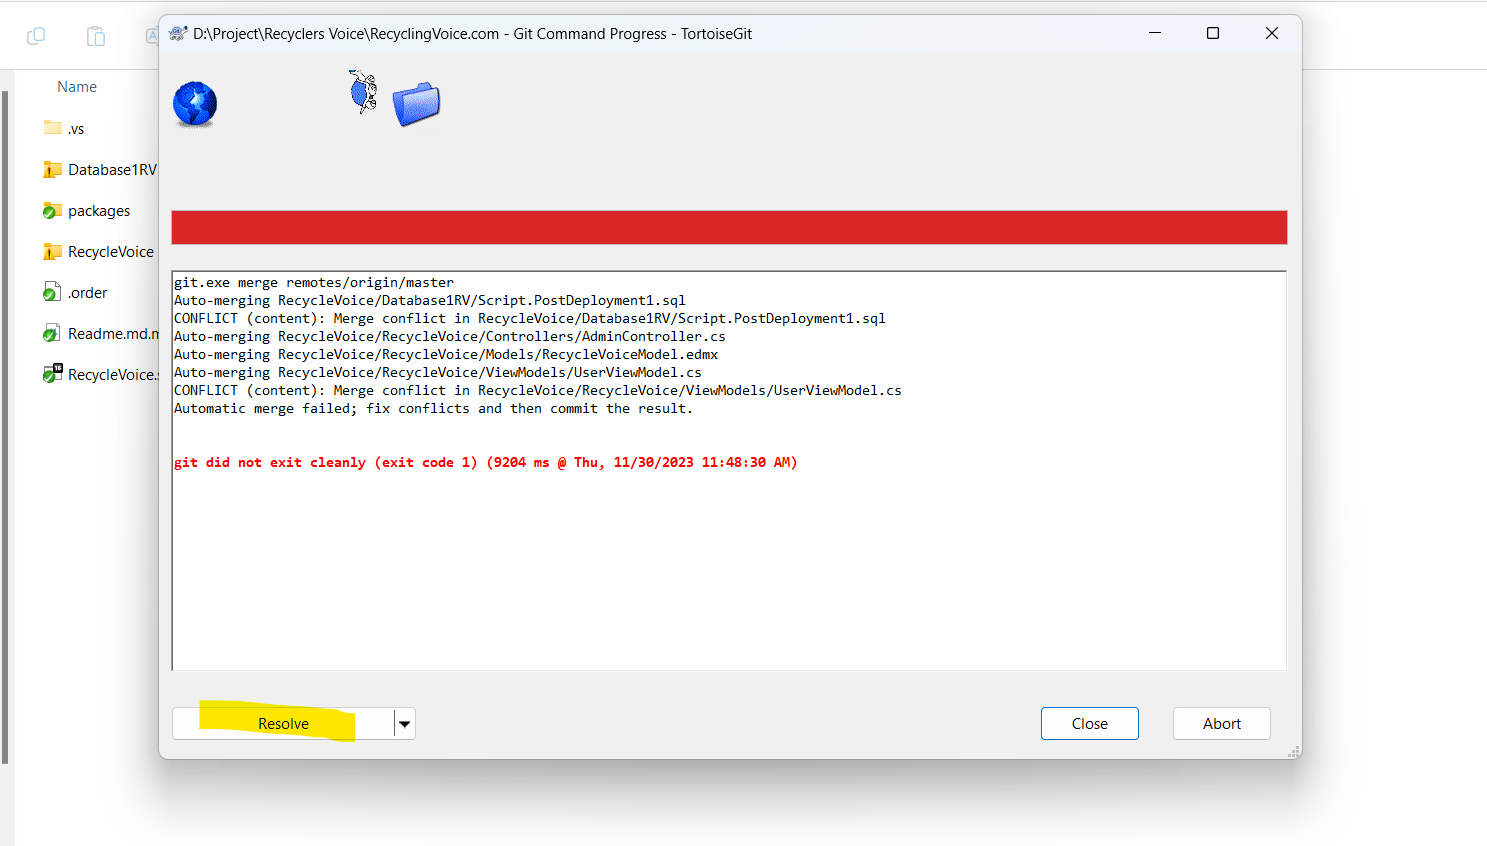 D:\Project\Recyclers Voice\RecyclingVoice.com - Git Command Progress - TortoiseGit
Name
.vs
Database1RV
packages
RecycleVoice
.order
Readme.md.m
RecycleVoice.s
git.exe merge remotes/origin/master
Auto-merging RecycleVoice/Database1RV/Script.PostDeployment1.sql
CONFLICT (content): Merge conflict in RecycleVoice/Database1RV/Script.PostDeployment1.sql
Auto-merging RecycleVoice/RecycleVoice/Controllers/AdminController.cs
Auto-merging RecycleVoice/RecycleVoice/Models/RecycleVoiceModel.edmx
Auto-merging RecycleVoice/RecycleVoice/ViewModels/UserViewModel.cs
CONFLICT (content): Merge conflict in RecycleVoice/RecycleVoice/ViewModels/UserViewModel.cs
Automatic merge failed; fix conflicts and then commit the result.
git did not exit cleanly (exit code 1) (9204 ms @ Thu, 11/30/2023 11:48:30 AM)
Resolve
Close
Abort